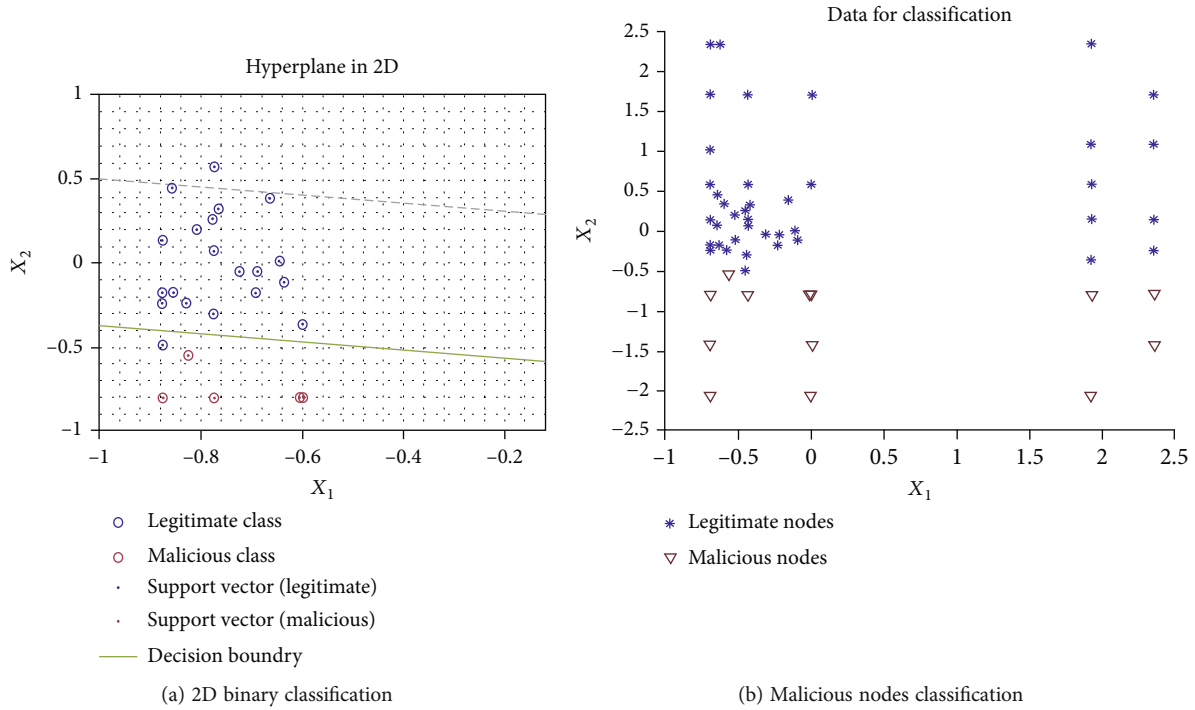 Hyperplane in 2D
1
0.5
0
−0.5
−1
X2
−1
−0.8
−0.6
−0.4
−0.2
X1
Legitimate class
Malicious class
Support vector (legitimate)
Support vector (malicious)
Decision boundry
(a) 2D binary classification
Data for classification
2.5
2
1.5
1
0.5
0
−0.5
−1
−1.5
−2
−2.5
X2
−1
−0.5
0
0.5
1
1.5
2
2.5
X1
Legitimate nodes
Malicious nodes
(b) Malicious nodes classification